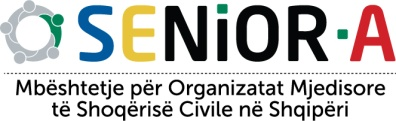 SENiOR·A
Mbështetje për Organizatat Mjedisore
të Shoqërisë Civile në Shqipëri